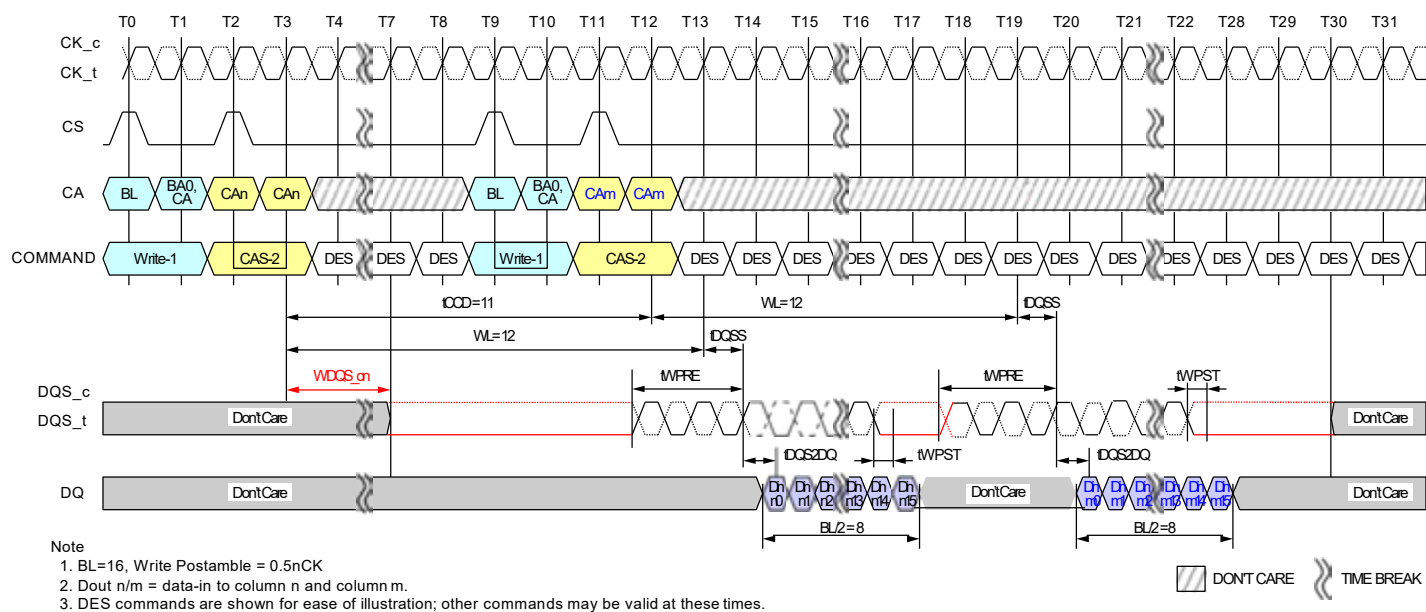 T0 T1 T2 T3 T4 T7 T8 T9 T10 T11 T12 T13 T14 T15 T16 T17 T18 T19 T20 T21 T22 T28 T29 T30 T31
CK_c
CK_t
CS
CA BL BA0, CA CAn CAn BL BA0, CA CAm CAm
COMMAND Write-1 CAS-2 DES DES DES Write-1 CAS-2 DES DES DES DES DES DES DES DES DES DES DES DES DES DES
tCCD=11 WL=12 tDQSS
WL=12 tDQSS
WDQS_on tWPRE tWPRE tWPST
DQS_c
DQS_t Don't Care Don't Care
tDQS2DQ tWPST tDQS2DQ
DQ Don't Care Dn n0 Dn n1 Dn n2 Dn n13 Dn n14 Dn n15 Don't Care Dn m0 Dn m1 Dn m2 Dn m13 Dn m14 Dn m15 Don't Care
BL/2=8 BL/2=8
Note
1. BL=16, Write Postamble = 0.5nCK
2. Dout n/m = data-in to column n and column m.
3. DES commands are shown for ease of illustration; other commands may be valid at these times.
DON'T CARE TIME BREAK